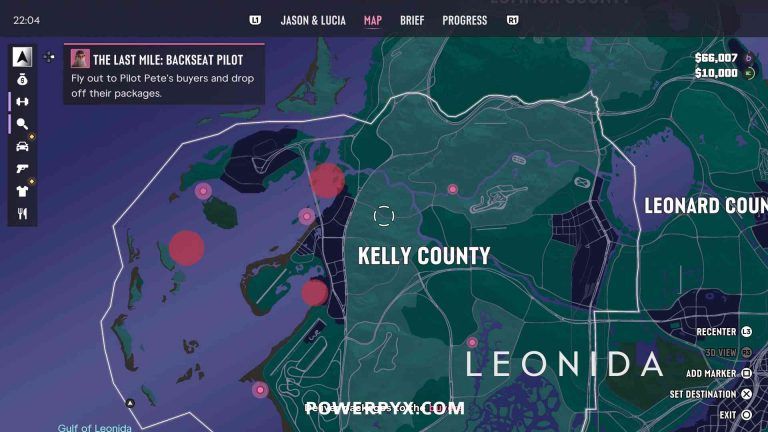 22:04
L1 JASON & LUCIA MAP BRIEF PROGRESS R1
THE LAST MILE: BACKSEAT PILOT
Fly out to Pilot Pete's buyers and drop
off their packages.
$66,007
$10,000
LEONARD COUN
KELLY COUNTY
LEONIDA
RECENTER L3
3D VIEW R3
ADD MARKER
SET DESTINATION
EXIT
POWERPYX.COM
Gulf of Leonida